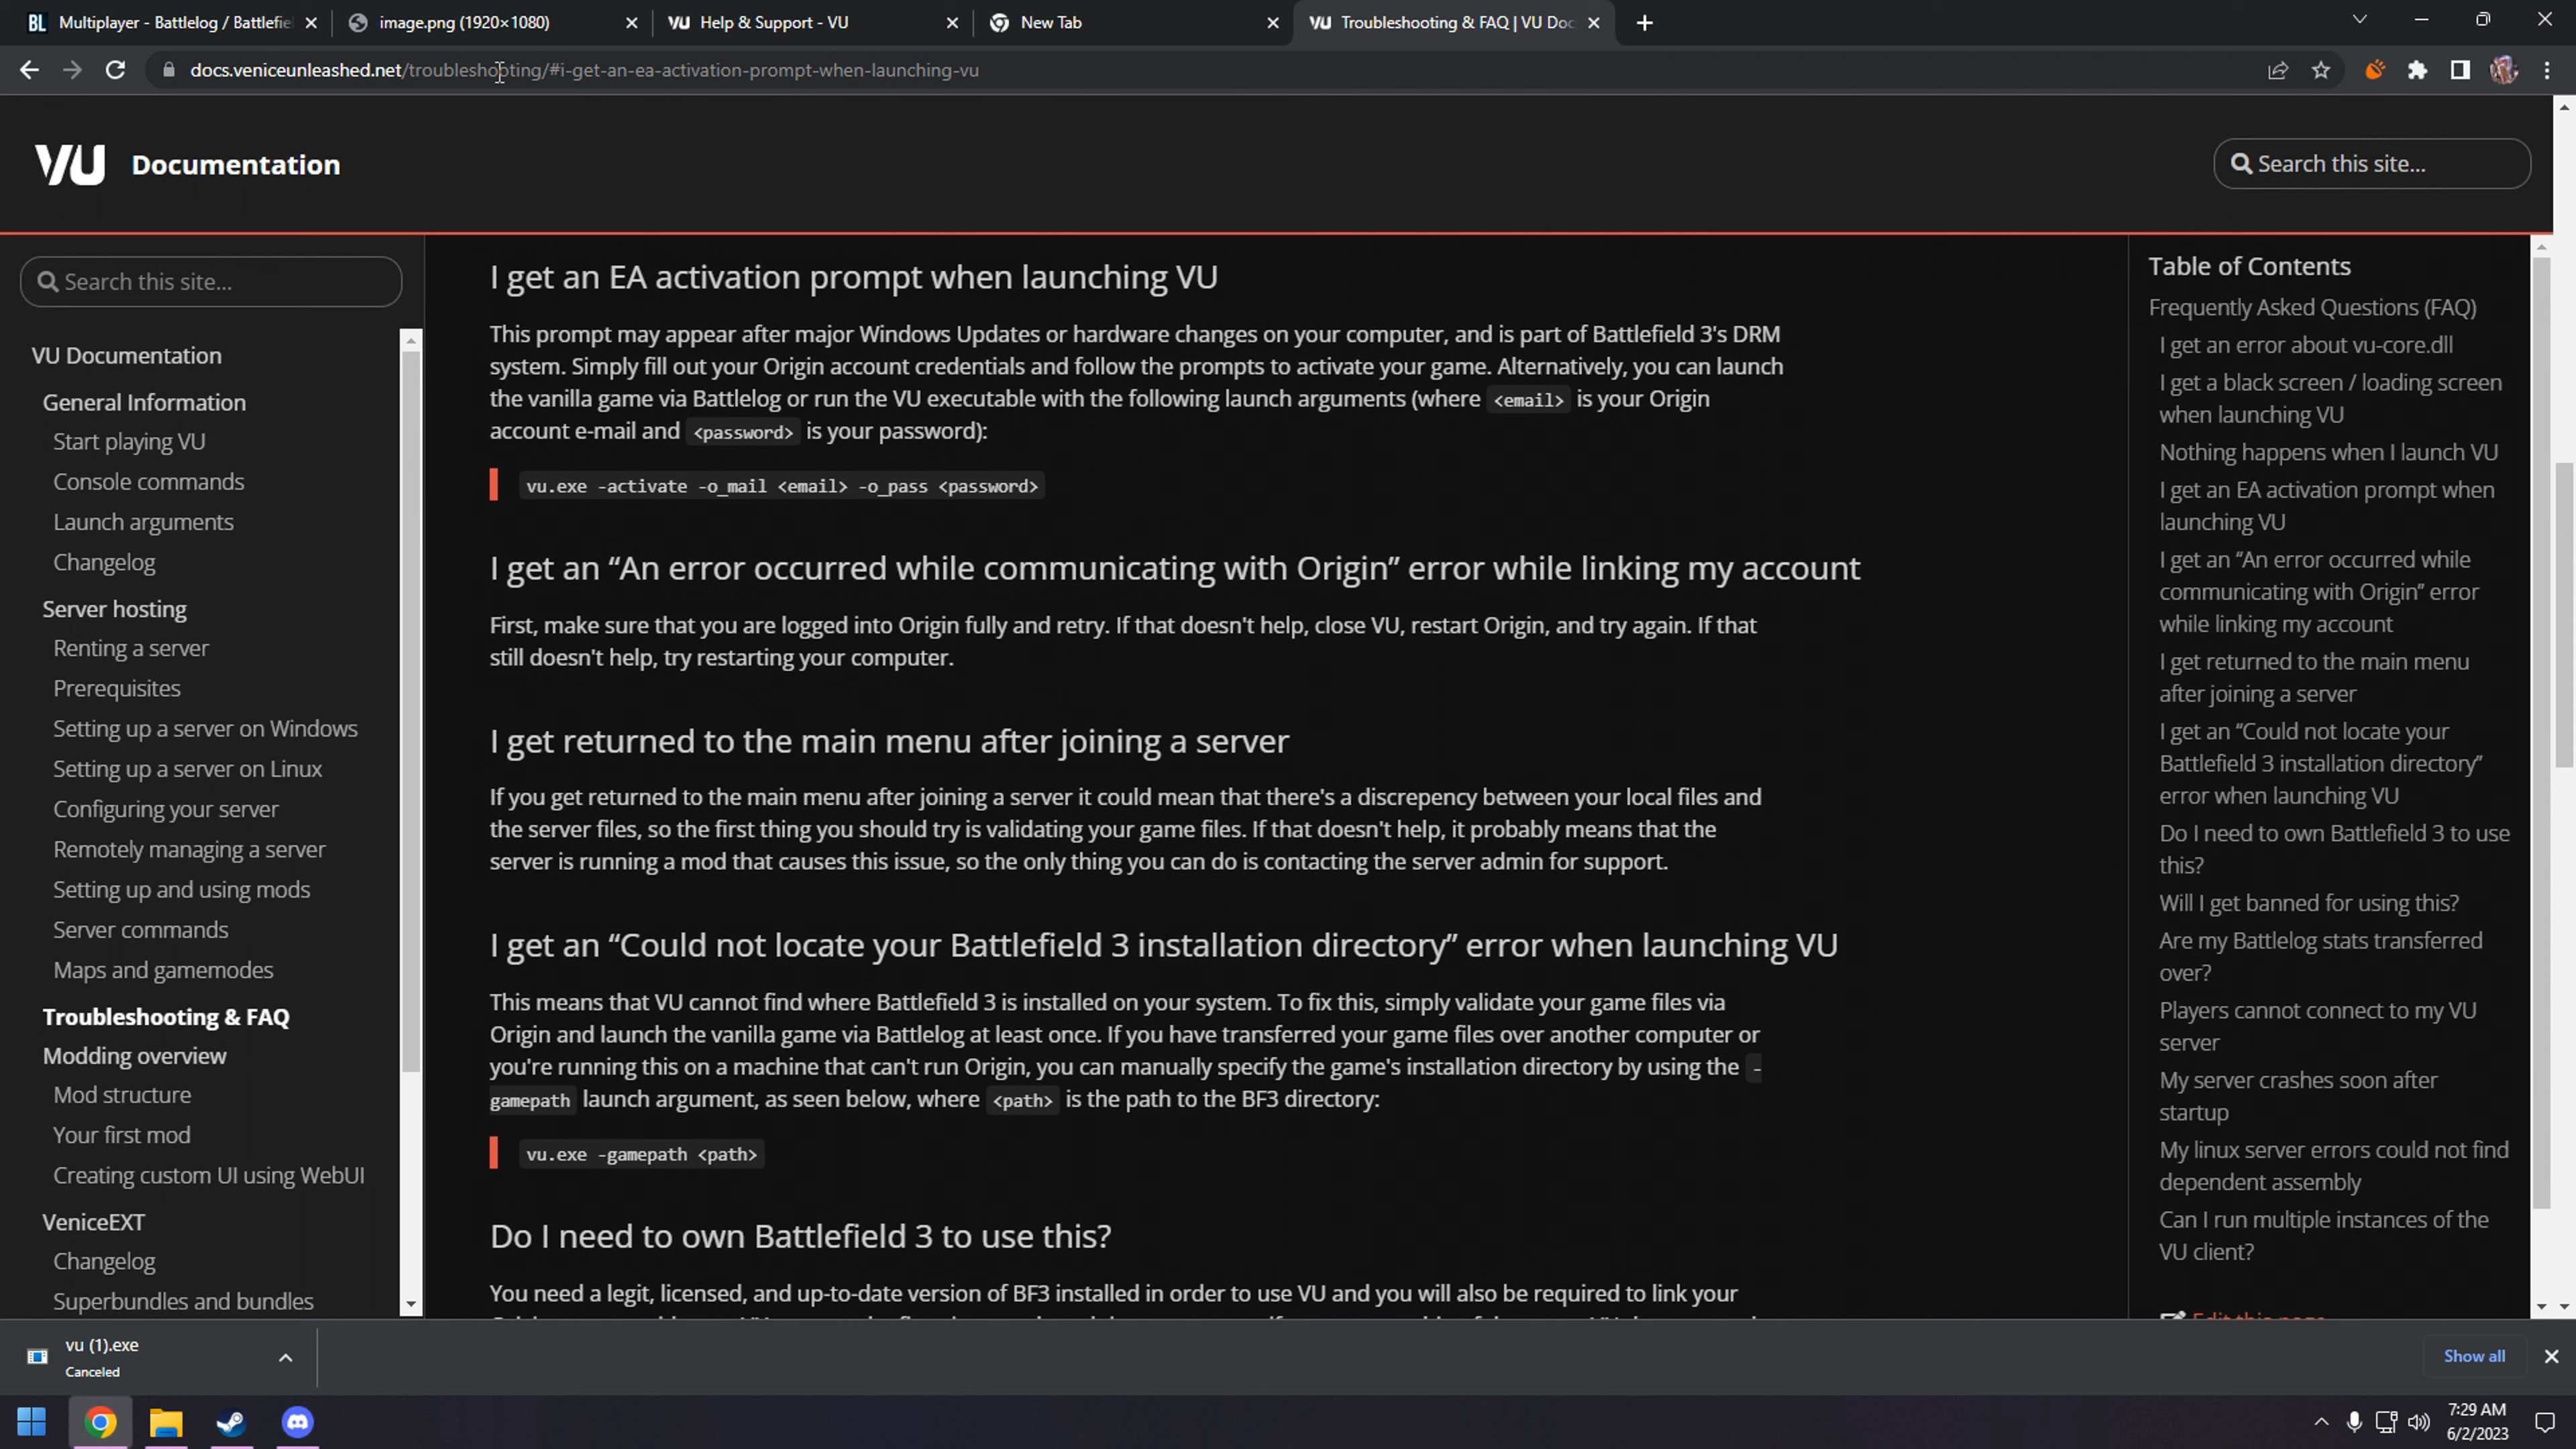 Multiplayer - Battlelog / Battlefie
image.png (1920×1080)
VU Help & Support - VU
New Tab
VU Troubleshooting & FAQ | VU Doc
docs.veniceunleashed.net/troubleshooting/#i-get-an-ea-activation-prompt-when-launching-vu
VU Documentation
Search this site...
Search this site...
VU Documentation
General Information
Start playing VU
Console commands
Launch arguments
Changelog
Server hosting
Renting a server
Prerequisites
Setting up a server on Windows
Setting up a server on Linux
Configuring your server
Remotely managing a server
Setting up and using mods
Server commands
Maps and gamemodes
Troubleshooting & FAQ
Modding overview
Mod structure
Your first mod
Creating custom UI using WebUI
VeniceEXT
Changelog
Superbundles and bundles
I get an EA activation prompt when launching VU
This prompt may appear after major Windows Updates or hardware changes on your computer, and is part of Battlefield 3's DRM
system. Simply fill out your Origin account credentials and follow the prompts to activate your game. Alternatively, you can launch
the vanilla game via Battlelog or run the VU executable with the following launch arguments (where <email> is your Origin
account e-mail and <password> is your password):
vu.exe -activate -o_mail <email> -o_pass <password>
I get an “An error occurred while communicating with Origin” error while linking my account
First, make sure that you are logged into Origin fully and retry. If that doesn't help, close VU, restart Origin, and try again. If that
still doesn't help, try restarting your computer.
I get returned to the main menu after joining a server
If you get returned to the main menu after joining a server it could mean that there's a discrepency between your local files and
the server files, so the first thing you should try is validating your game files. If that doesn't help, it probably means that the
server is running a mod that causes this issue, so the only thing you can do is contacting the server admin for support.
I get an “Could not locate your Battlefield 3 installation directory” error when launching VU
This means that VU cannot find where Battlefield 3 is installed on your system. To fix this, simply validate your game files via
Origin and launch the vanilla game via Battlelog at least once. If you have transferred your game files over another computer or
you're running this on a machine that can't run Origin, you can manually specify the game's installation directory by using the -
gamepath launch argument, as seen below, where <path> is the path to the BF3 directory:
vu.exe -gamepath <path>
Do I need to own Battlefield 3 to use this?
You need a legit, licensed, and up-to-date version of BF3 installed in order to use VU and you will also be required to link your
Table of Contents
Frequently Asked Questions (FAQ)
I get an error about vu-core.dll
I get a black screen / loading screen
when launching VU
Nothing happens when I launch VU
I get an EA activation prompt when
launching VU
I get an “An error occurred while
communicating with Origin” error
while linking my account
I get returned to the main menu
after joining a server
I get an “Could not locate your
Battlefield 3 installation directory”
error when launching VU
Do I need to own Battlefield 3 to use
this?
Will I get banned for using this?
Are my Battlelog stats transferred
over?
Players cannot connect to my VU
server
My server crashes soon after
startup
My linux server errors could not find
dependent assembly
Can I run multiple instances of the
VU client?
Edit this page
vu (1).exe
Canceled
Show all
7:29 AM
6/2/2023